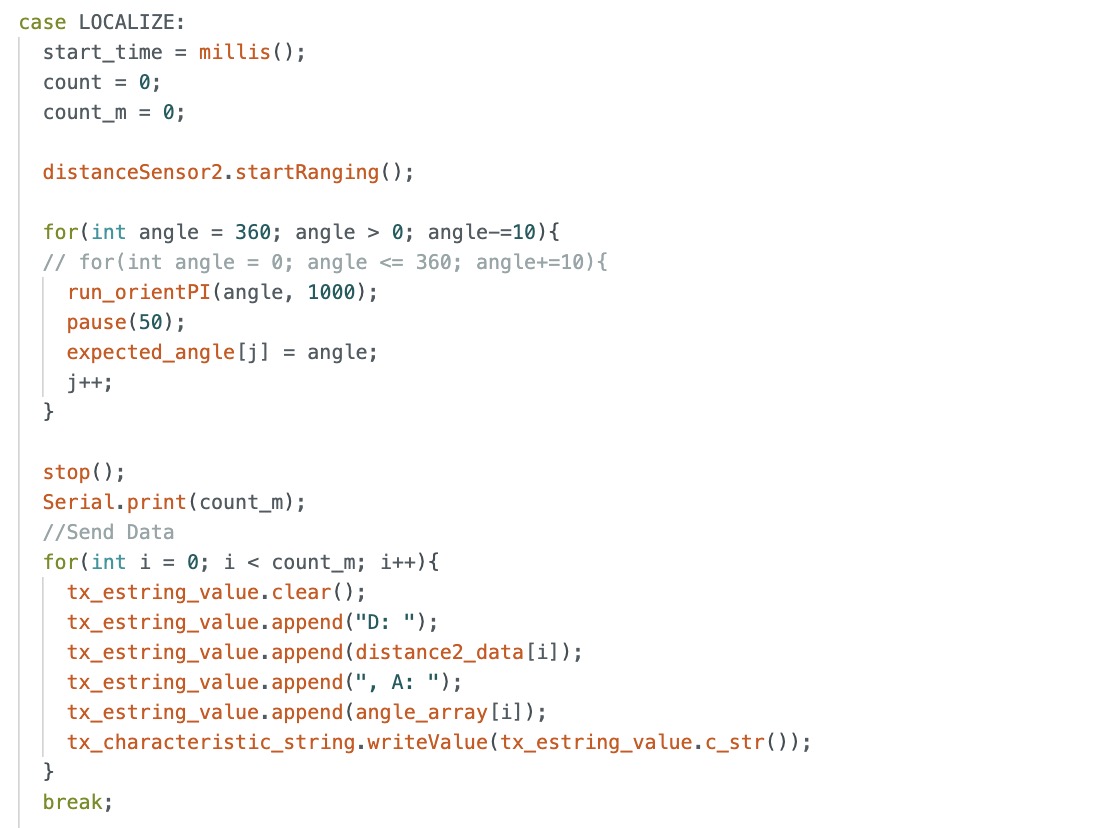 case LOCALIZE:
start_time = millis();
count = 0;
count_m = 0;
distanceSensor2.startRanging();
for(int angle = 360; angle > 0; angle-=10){
// for(int angle = 0; angle <= 360; angle+=10){
run_orientPI(angle, 1000);
pause(50);
expected_angle[j] = angle;
j++;
}
stop();
Serial.print(count_m);
//Send Data
for(int i = 0; i < count_m; i++){
tx_estring_value.clear();
tx_estring_value.append("D: ");
tx_estring_value.append(distance2_data[i]);
tx_estring_value.append(", A: ");
tx_estring_value.append(angle_array[i]);
tx_characteristic_string.writeValue(tx_estring_value.c_str());
}
break;